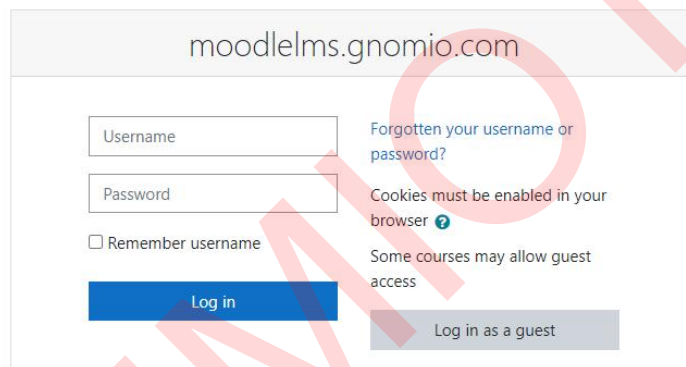 moodlelms.gnomio.com
Username
Password
Remember username
Log in
Forgotten your username or
password?
Cookies must be enabled in your
browser ?
Some courses may allow guest
access
Log in as a guest